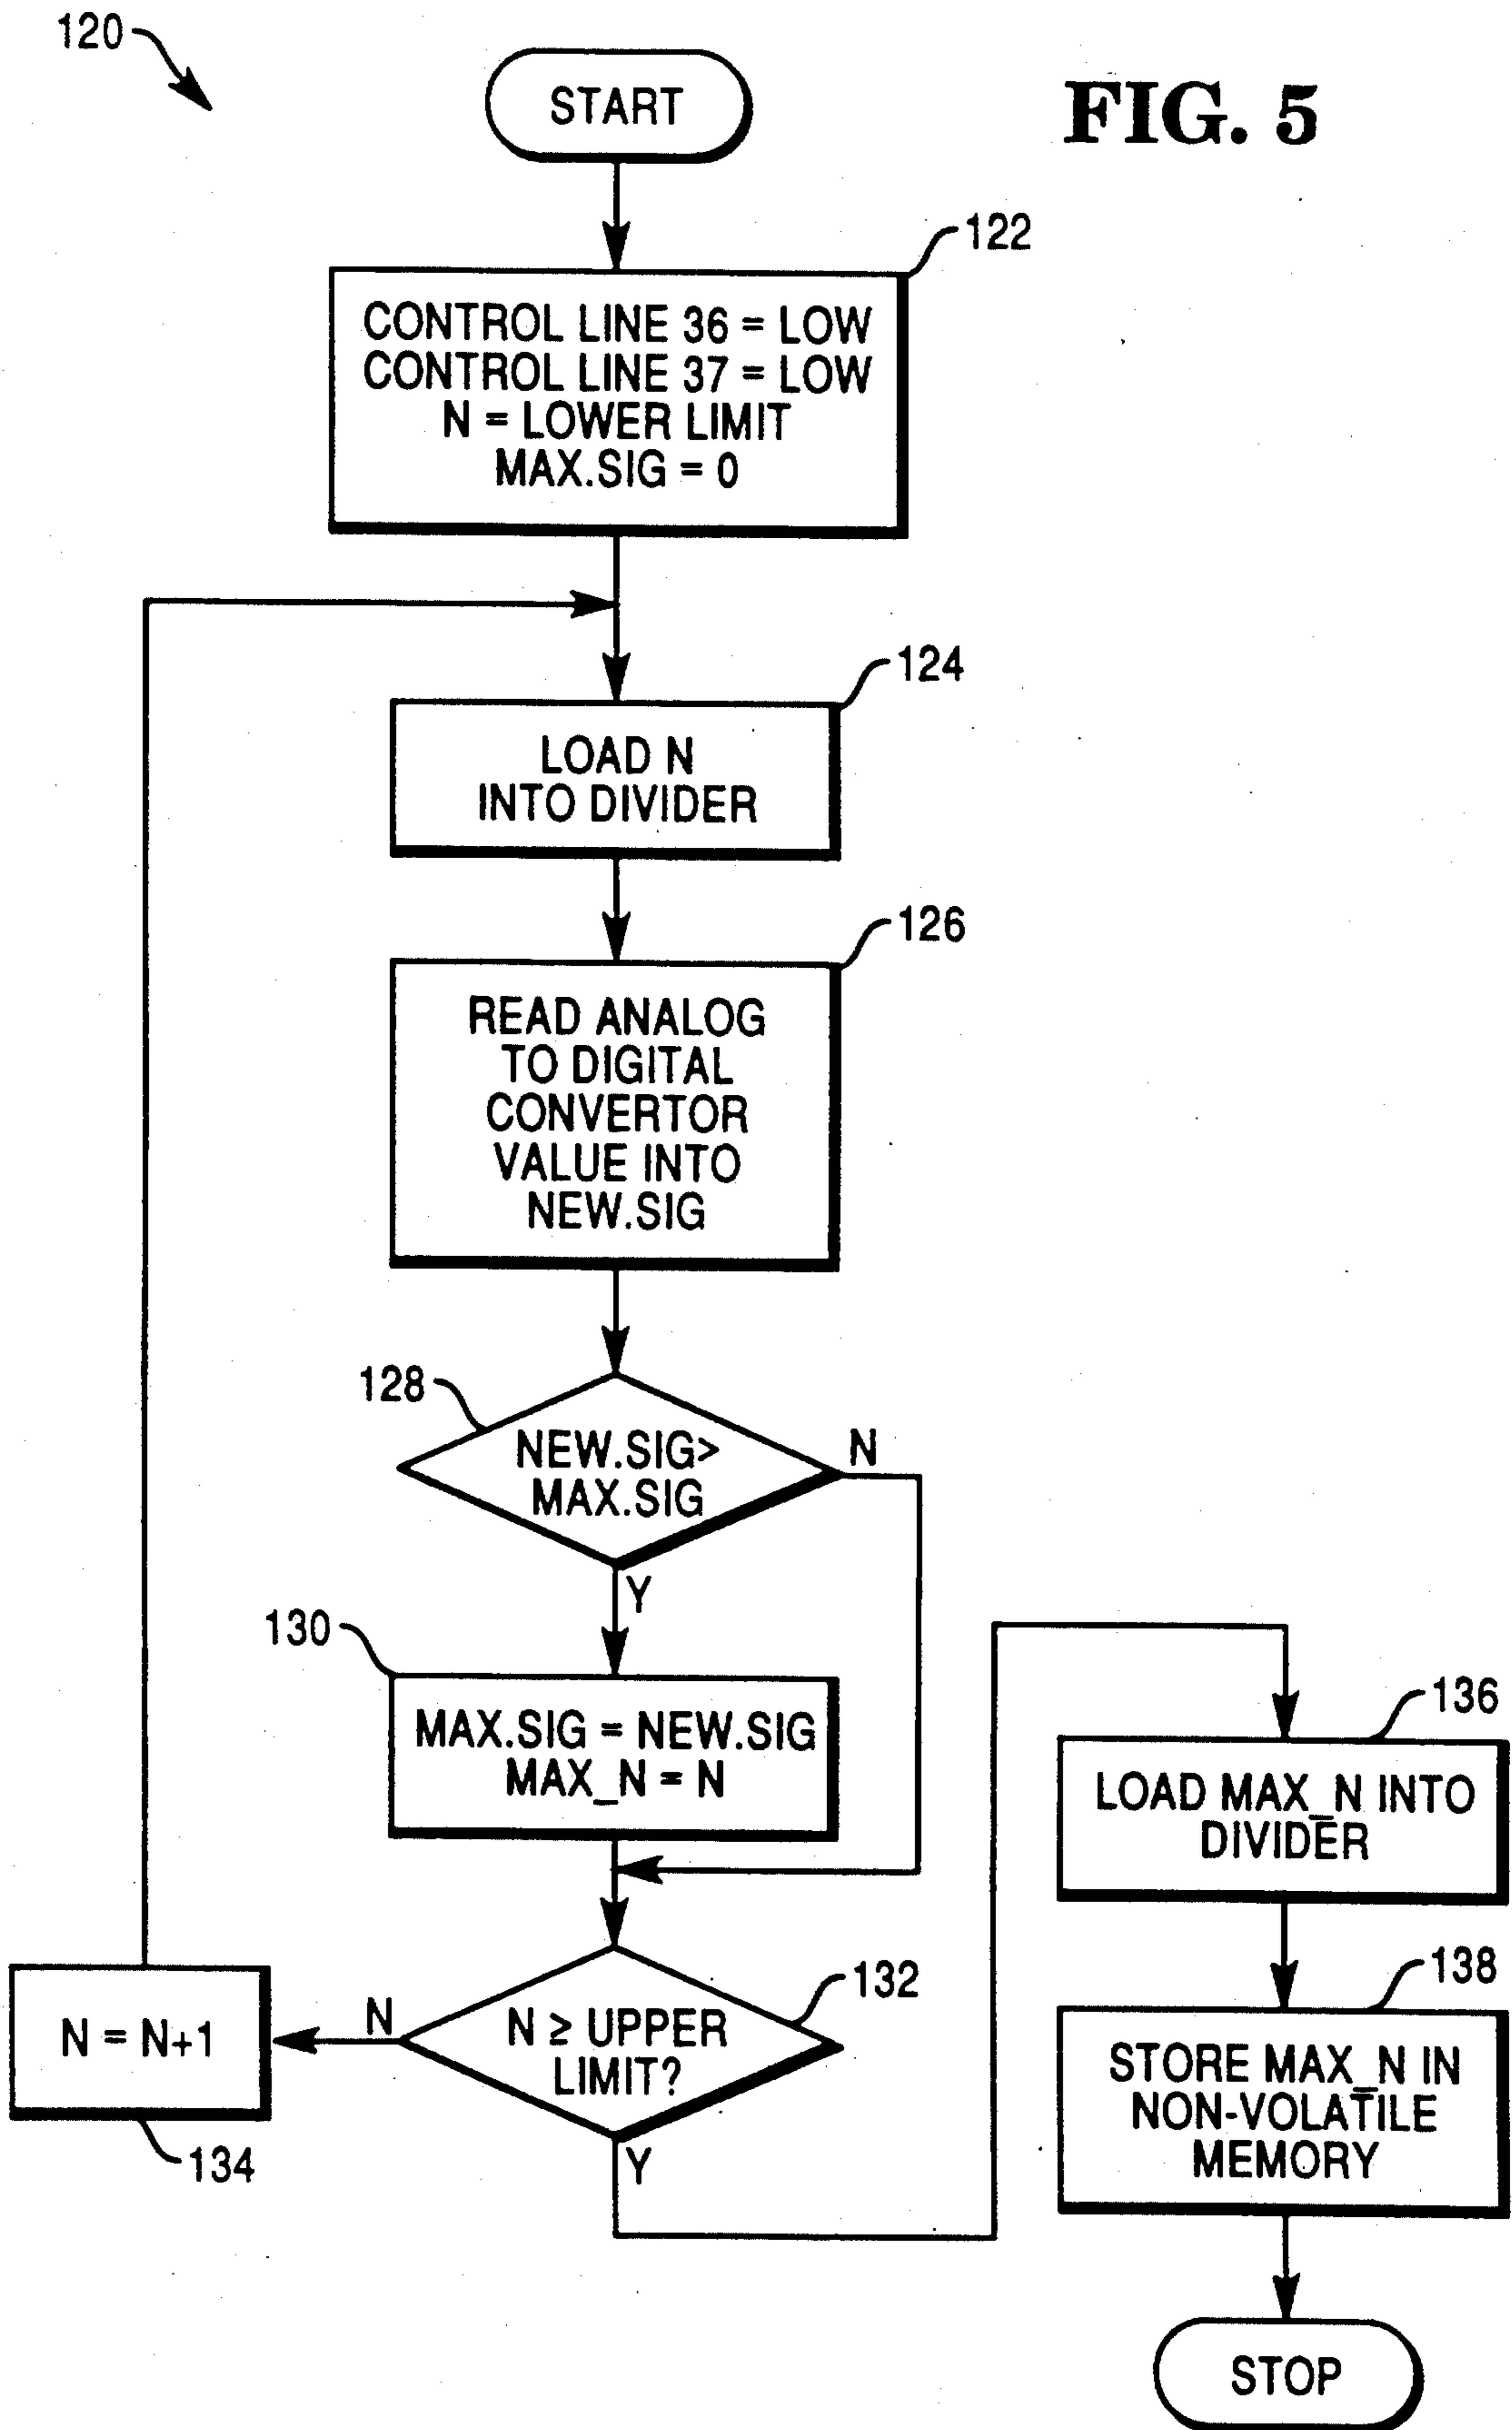 120
START
FIG. 5
122
CONTROL LINE 36 = LOW
CONTROL LINE 37 = LOW
N = LOWER LIMIT
MAX.SIG = 0
124
LOAD N
INTO DIVIDER
126
READ ANALOG
TO DIGITAL
CONVERTOR
VALUE INTO
NEW.SIG
128
NEW.SIG>
MAX.SIG
N
Y
130
MAX.SIG = NEW.SIG
MAX_N = N
132
N ≥ UPPER
LIMIT?
N
Y
N = N+1
134
136
LOAD MAX_N INTO
DIVIDER
138
STORE MAX_N IN
NON-VOLATILE
MEMORY
STOP